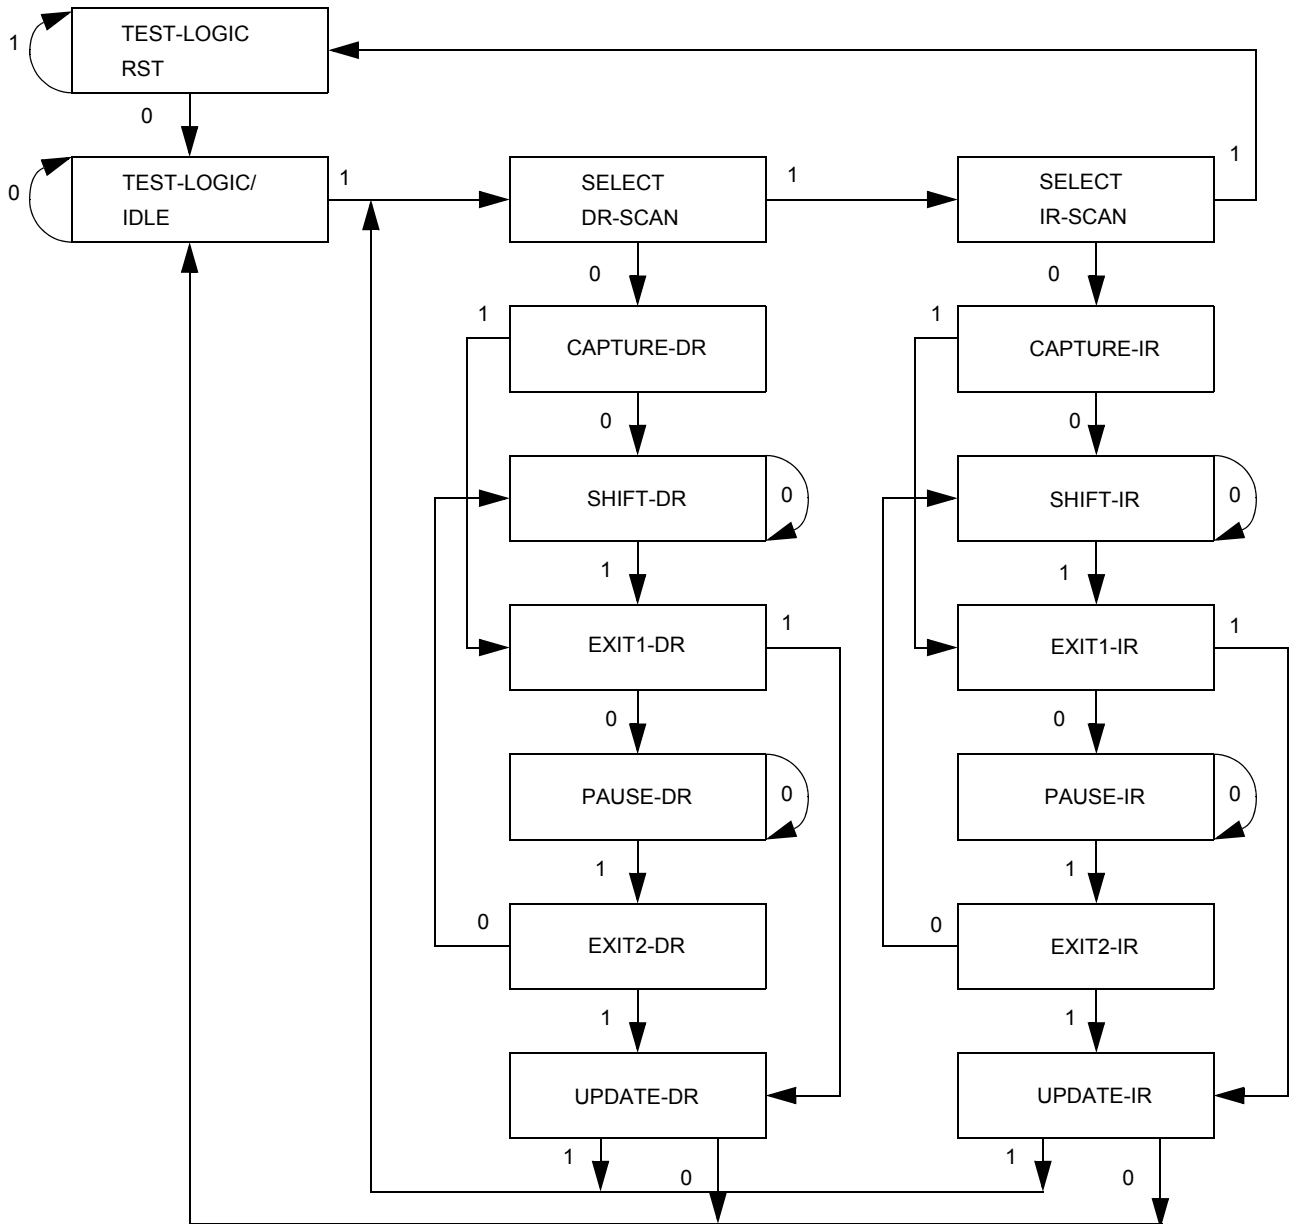 TEST-LOGIC
RST
1
0
TEST-LOGIC/
IDLE
0
1
SELECT
DR-SCAN
1
SELECT
IR-SCAN
1
0
0
1
CAPTURE-DR
1
CAPTURE-IR
0
0
SHIFT-DR
0
SHIFT-IR
0
1
1
EXIT1-DR
1
EXIT1-IR
1
0
0
PAUSE-DR
0
PAUSE-IR
0
1
1
0
EXIT2-DR
0
EXIT2-IR
1
1
UPDATE-DR
UPDATE-IR
1
0
1
0